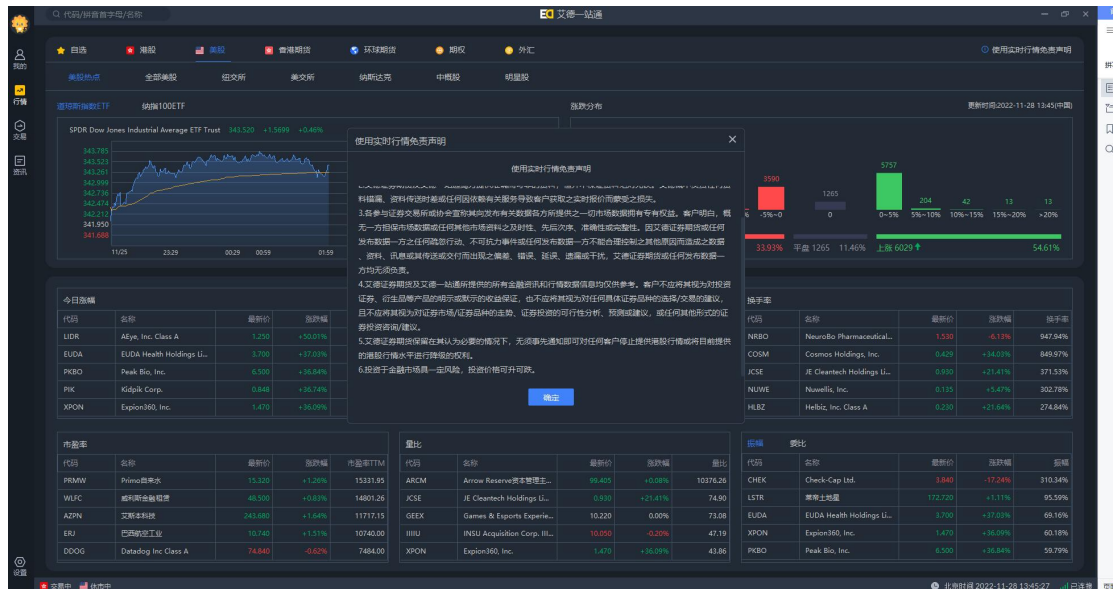 代码/拼音首字母/名称
艾德一站通
我的
行情
交易
资讯
设置
自选
港股
美股
香港期货
环球期货
期权
外汇
使用实时行情免责声明
美股热点
全部美股
纽交所
美交所
纳斯达克
中概股
明星股
道琼斯指数ETF
纳指100ETF
涨跌分布
更新时间:2022-11-28 13:45(中国)
SPDR Dow Jones Industrial Average ETF Trust 343.520 +1.5699 +0.46%
343.785
343.523
343.261
342.999
342.736
342.474
342.212
341.950
341.688
11/25
23:29
00:29 00:59
01:59
3590
1265
5757
204
42
13
13
-5%~0
0
0~5%
5%~10%
10%~15%
15%~20%
>20%
33.93%
平盘 1265 11.46%
上涨 6029
54.61%
使用实时行情免责声明
使用实时行情免责声明
料错漏、资料传送时差或任何因依赖有关服务导致客户获取之实时报价而蒙受之损失。
3.各参与证券交易所或协会宣称其向发布有关数据各方所提供之一切市场数据拥有专有权益。客户明白,概
无一方担保市场数据或任何其他市场资料之及时性、先后次序、准确性或完整性。因艾德证券期货或任何
发布数据一方之任何疏忽行动、不可抗力事件或任何发布数据一方不能合理控制之其他原因而造成之数据
、资料、讯息或其传送或交付而出现之偏差、错误、延误、遗漏或干扰,艾德证券期货或任何发布数据一
方均无须负责。
4.艾德证券期货及艾德一站通所提供的所有金融资讯和行情数据信息均仅供参考。客户不应将其视为对投资
证券、衍生品等产品的明示或默示的收益保证,也不应将其视为对任何具体证券品种的选择/交易的建议,
且不应将其视为对证券市场/证券品种的走势、证券投资的可行性分析、预测或建议,或任何其他形式的证
券投资咨询/建议。
5.艾德证券期货保留在其认为必要的情况下,无须事先通知即可对任何客户停止提供港股行情或将目前提供
的港股行情水平进行降级的权利。
6.投资于金融市场具一定风险,投资价格可升可跌。
确定
今日涨幅
代码 名称 最新价 涨跌幅
LIDR AEye, Inc. Class A 1.250 +50.01%
EUDA EUDA Health Holdings Li... 3.700 +37.03%
PKBO Peak Bio, Inc. 6.500 +36.84%
PIK Kidpik Corp. 0.848 +36.74%
XPON Expion360, Inc. 1.470 +36.09%
换手率
代码 名称 最新价 涨跌幅 换手率
NRBO NeuroBo Pharmaceutical... 1.530 -6.13% 947.94%
COSM Cosmos Holdings, Inc. 0.429 +34.03% 849.97%
JCSE JE Cleantech Holdings Li... 0.930 +21.41% 371.53%
NUWE Nuwellis, Inc. 0.135 +5.47% 302.78%
HLBZ Helbiz, Inc. Class A 0.230 +21.64% 274.84%
市盈率
代码 名称 最新价 涨跌幅 市盈率TTM
PRMW Primo自来水 15.320 +1.26% 15331.95
WLFC 威利斯金融租赁 48.500 +0.83% 14801.26
AZPN 艾斯本科技 243.680 +1.64% 11717.15
ERJ 巴西航空工业 10.740 +1.51% 10740.00
DDOG Datadog Inc Class A 74.840 -0.62% 7484.00
量比
代码 名称 最新价 涨跌幅 量比
ARCM Arrow Reserve资本管理主... 99.405 +0.08% 10376.26
JCSE JE Cleantech Holdings Li... 0.930 +21.41% 74.90
GEEX Games & Esports Experie... 10.220 0.00% 73.08
IIIIU INSU Acquisition Corp. III... 10.050 -0.20% 47.19
XPON Expion360, Inc. 1.470 +36.09% 43.86
振幅 委比
代码 名称 最新价 涨跌幅 振幅
CHEK Check-Cap Ltd. 3.840 -17.24% 310.34%
LSTR 莱帝士地星 172.720 +1.11% 95.59%
EUDA EUDA Health Holdings Li... 3.700 +37.03% 69.16%
XPON Expion360, Inc. 1.470 +36.09% 60.18%
PKBO Peak Bio, Inc. 6.500 +36.84% 59.79%
交易中 休市中
北京时间 2022-11-28 13:45:27 已连接